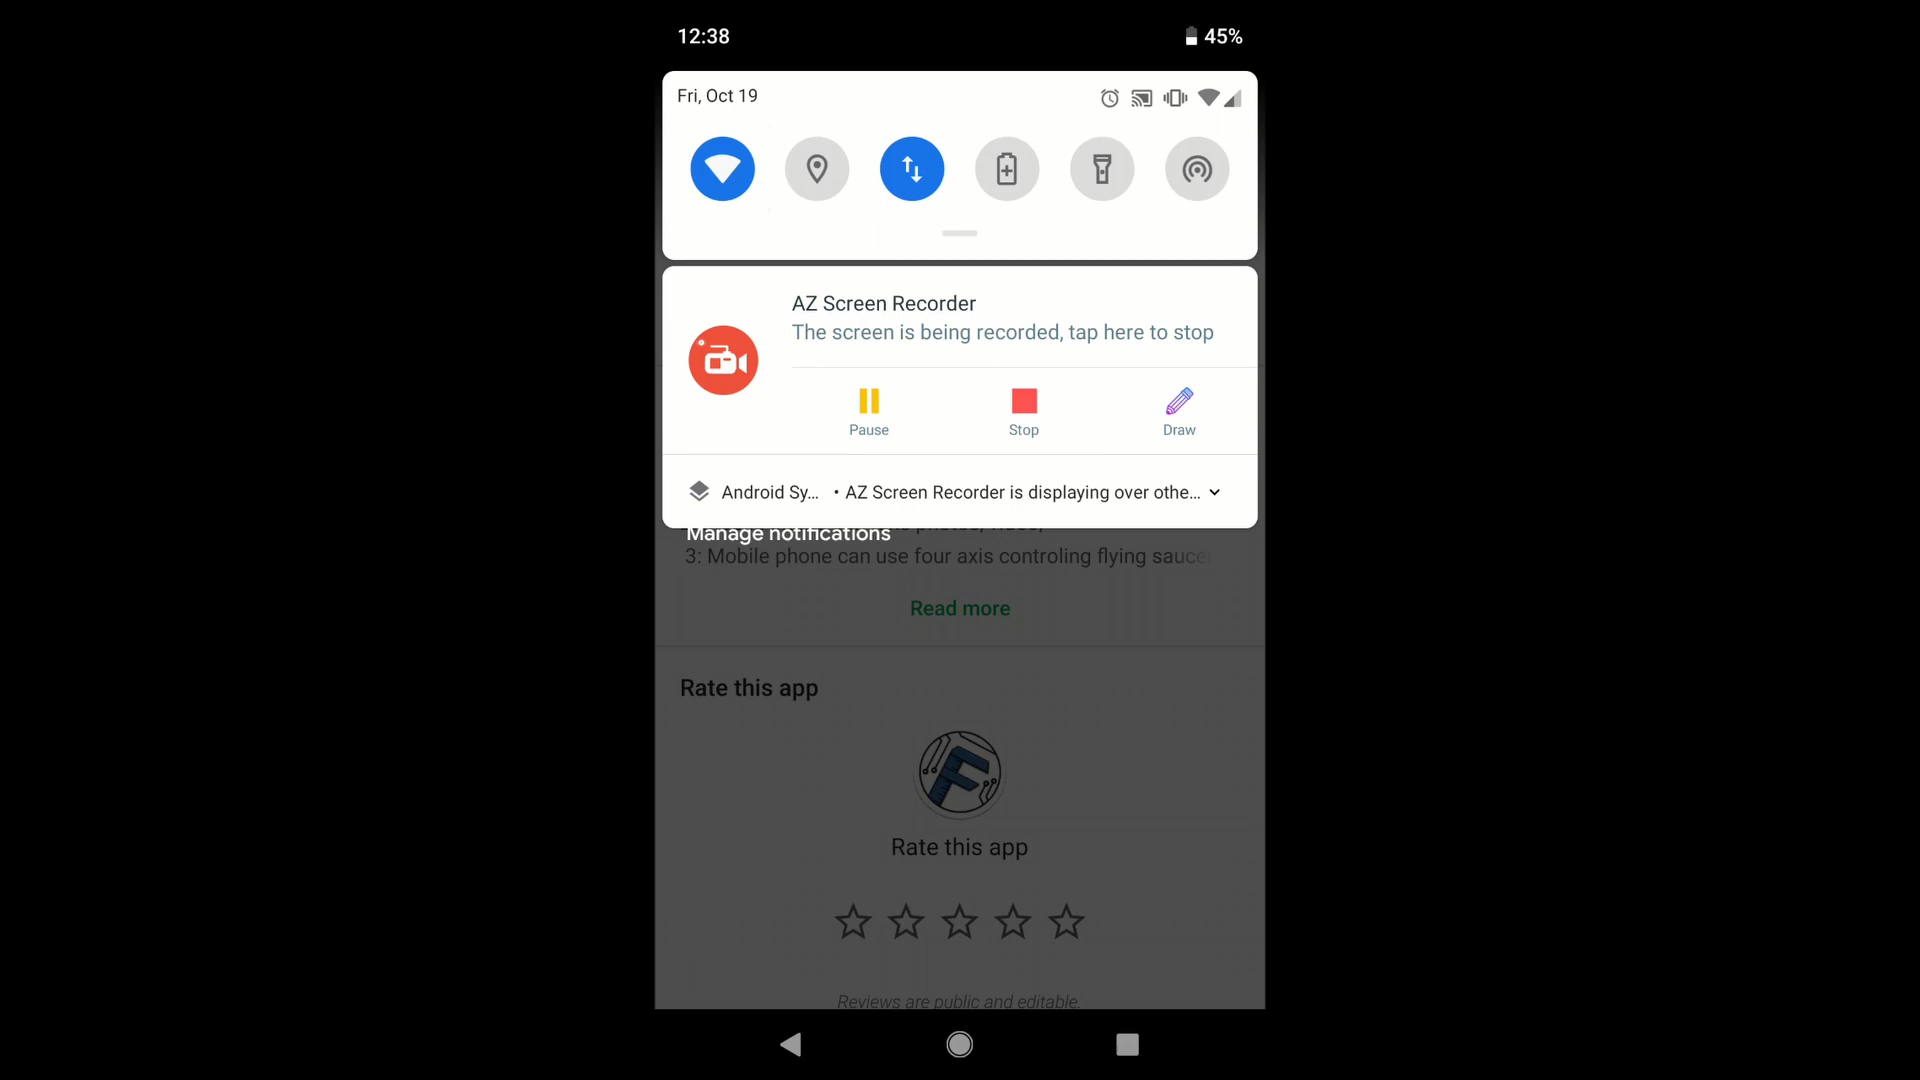 12:38
45%
Fri, Oct 19
AZ Screen Recorder
The screen is being recorded, tap here to stop
Pause
Stop
Draw
Android Sy... • AZ Screen Recorder is displaying over othe...
Manage notifications
3: Mobile phone can use four axis controling flying saucer
Read more
Rate this app
Rate this app
Reviews are public and editable.